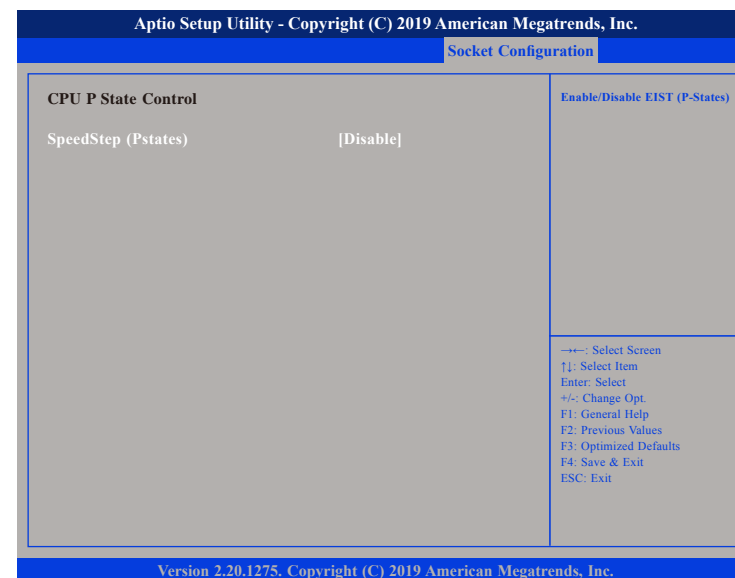 Aptio Setup Utility - Copyright (C) 2019 American Megatrends, Inc.
Socket Configuration
CPU P State Control
SpeedStep (Pstates) [Disable]
Enable/Disable EIST (P-States)
→←: Select Screen
↑↓: Select Item
Enter: Select
+/-: Change Opt.
F1: General Help
F2: Previous Values
F3: Optimized Defaults
F4: Save & Exit
ESC: Exit
Version 2.20.1275. Copyright (C) 2019 American Megatrends, Inc.